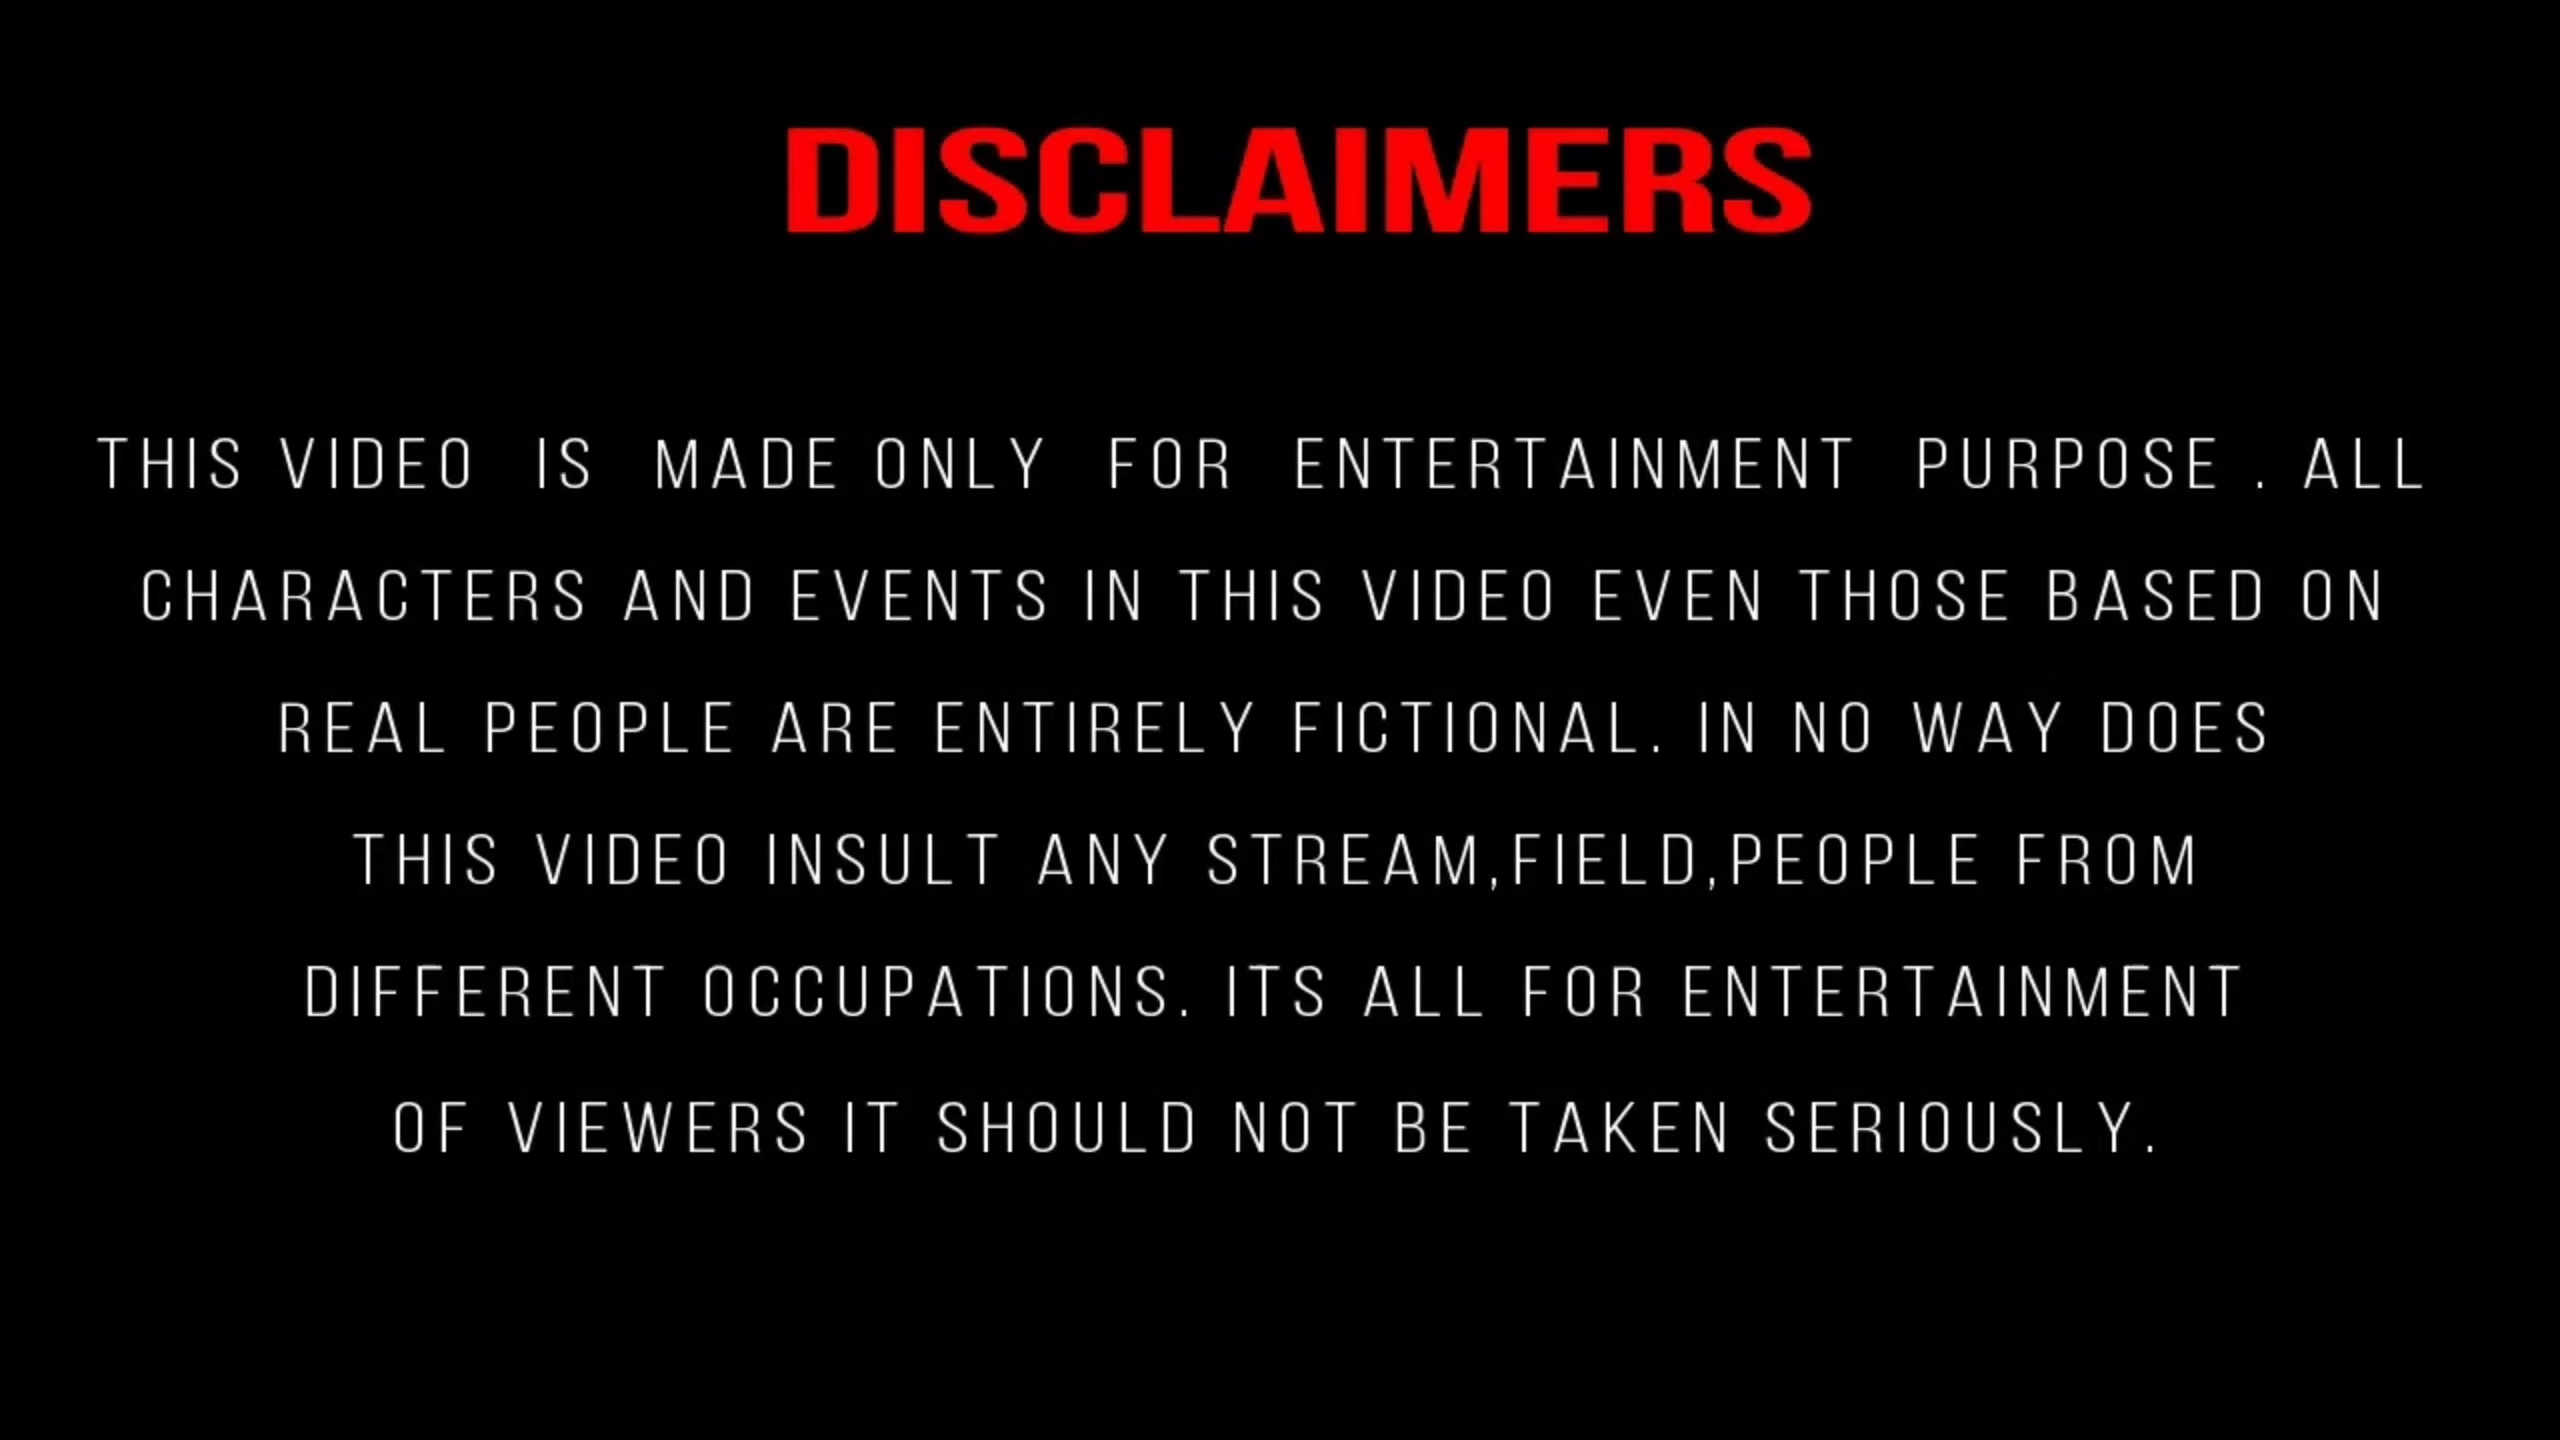 DISCLAIMERS
THIS VIDEO IS MADE ONLY FOR ENTERTAINMENT PURPOSE . ALL
CHARACTERS AND EVENTS IN THIS VIDEO EVEN THOSE BASED ON
REAL PEOPLE ARE ENTIRELY FICTIONAL. IN NO WAY DOES
THIS VIDEO INSULT ANY STREAM,FIELD,PEOPLE FROM
DIFFERENT OCCUPATIONS. ITS ALL FOR ENTERTAINMENT
OF VIEWERS IT SHOULD NOT BE TAKEN SERIOUSLY.